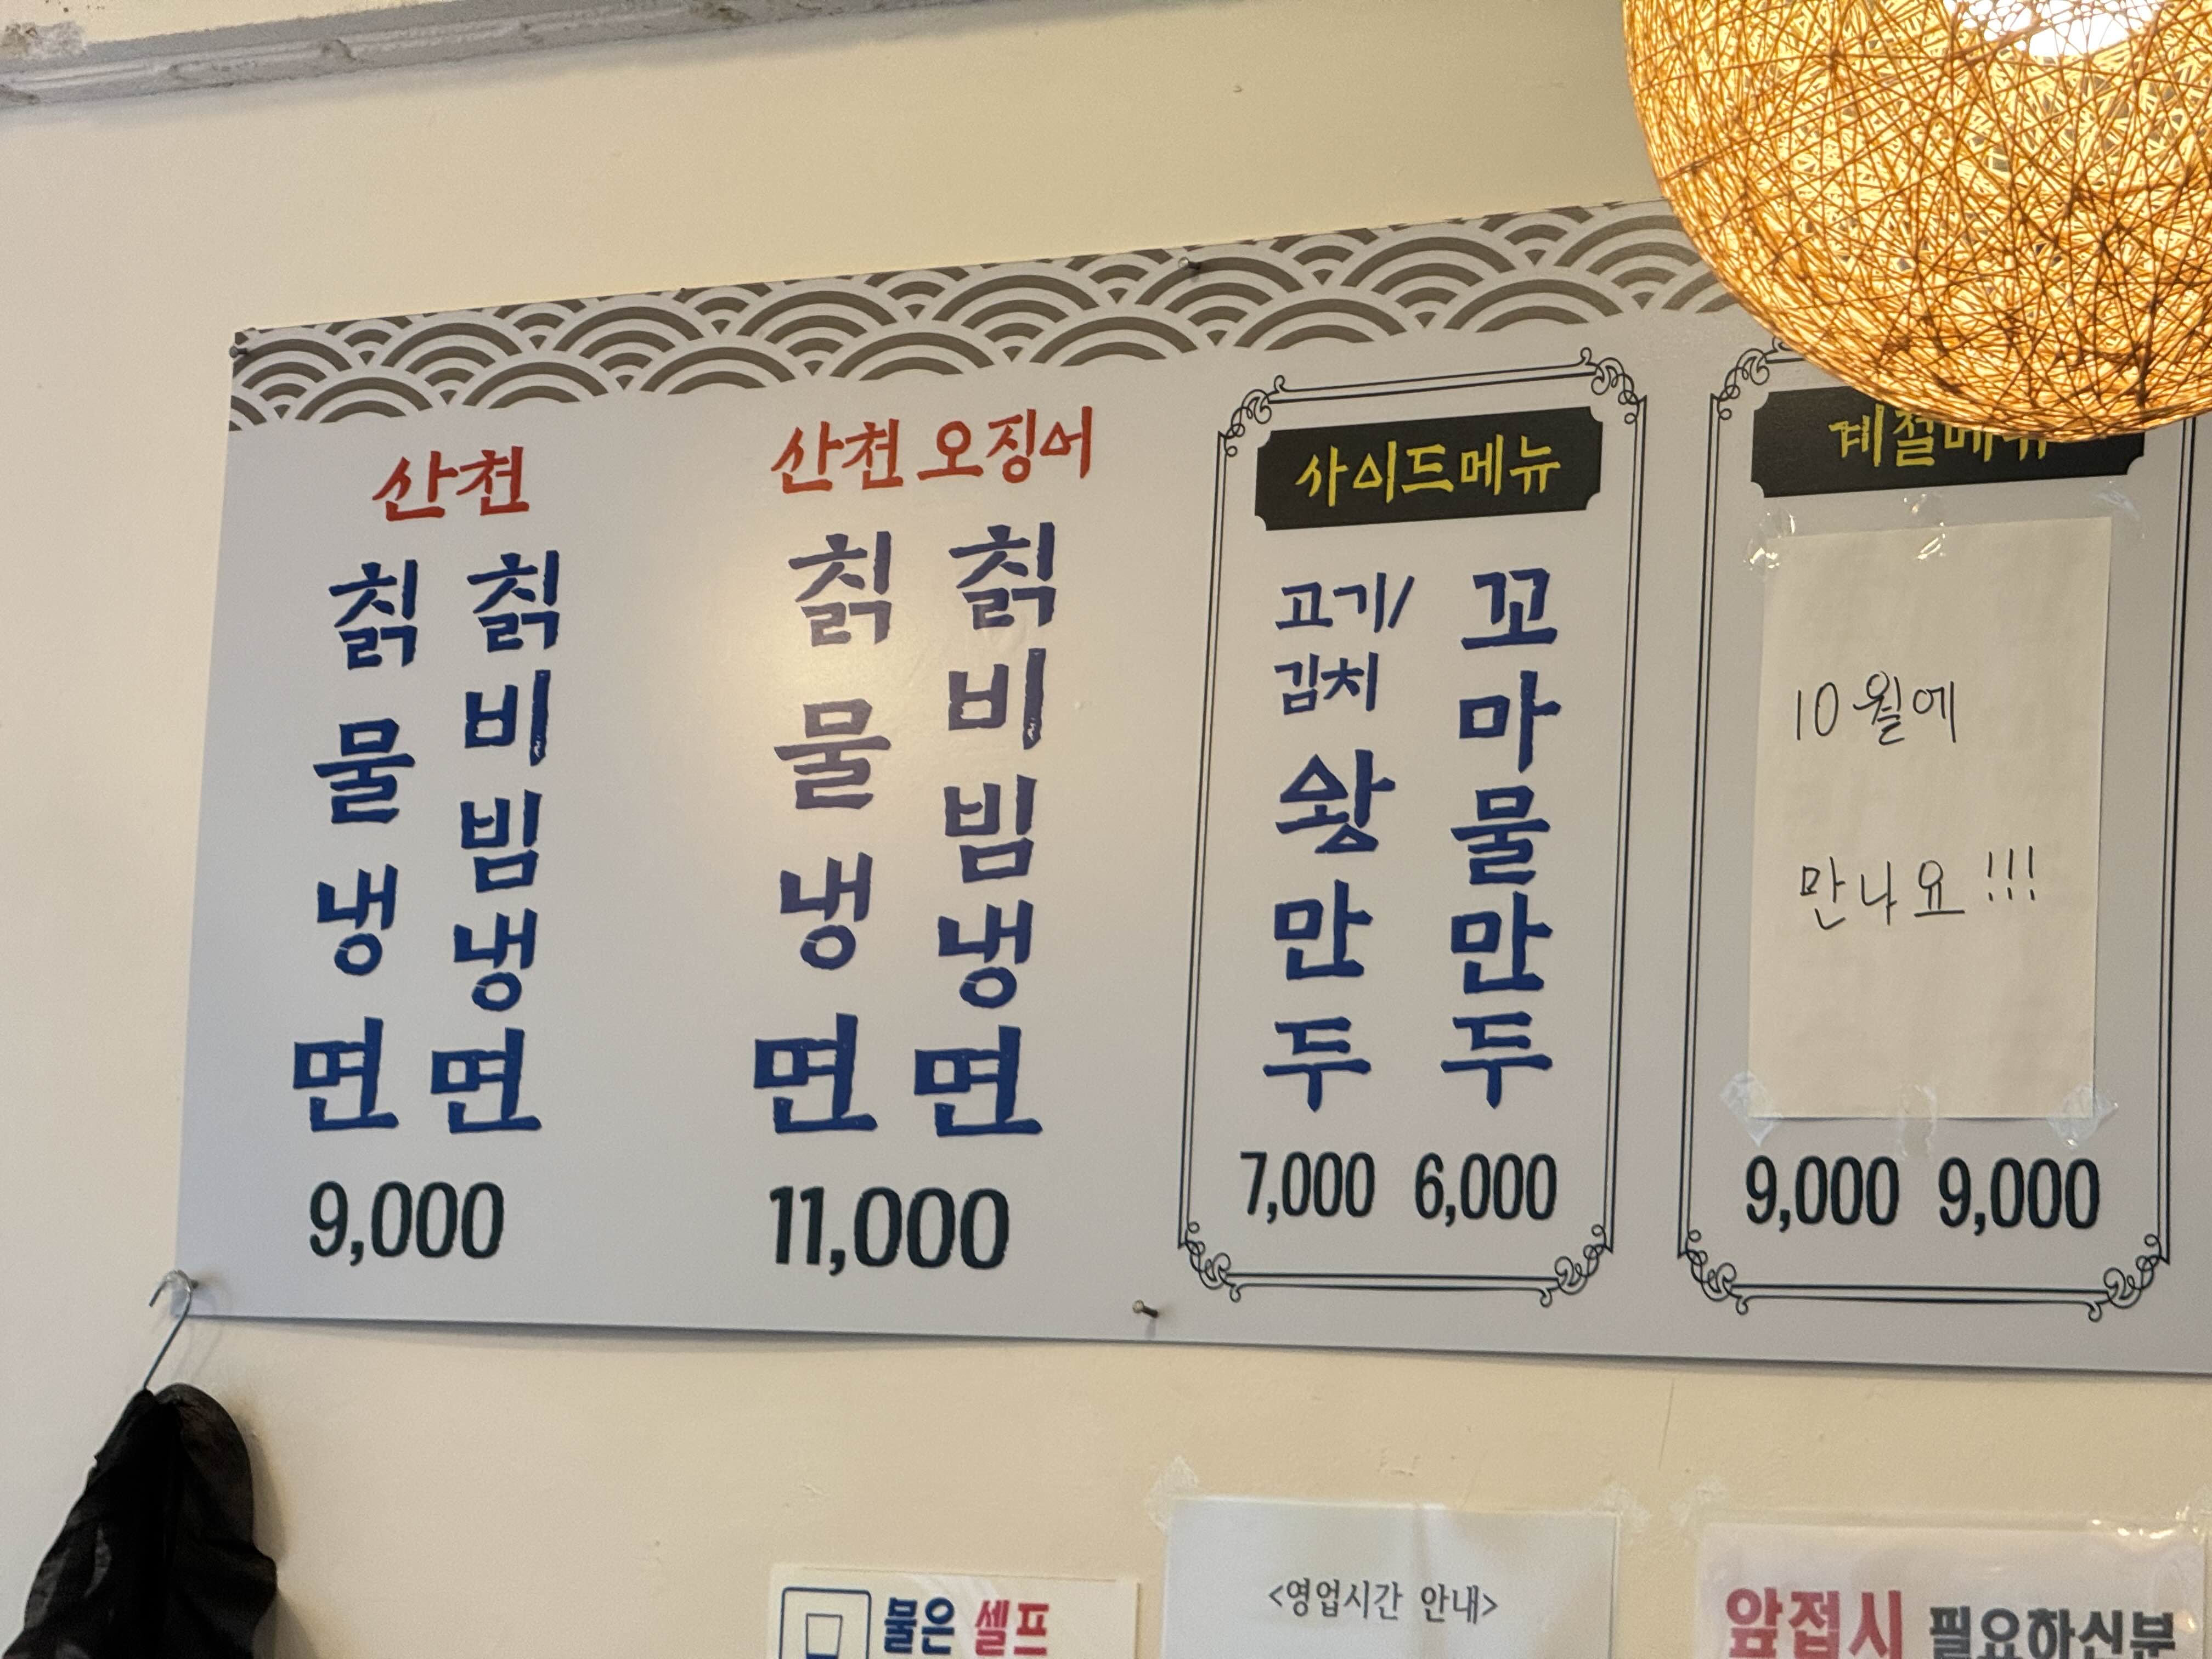 산천
칡물냉면
칡비빔냉면
9,000
산천 오징어
칡물냉면
칡비빔냉면
11,000
사이드메뉴
고기/김치 왕만두
7,000
꼬마물만두
6,000
계절메뉴
10월에
만나요!!!
9,000 9,000
물은 셀프
<영업시간 안내>
앞접시 필요하신분